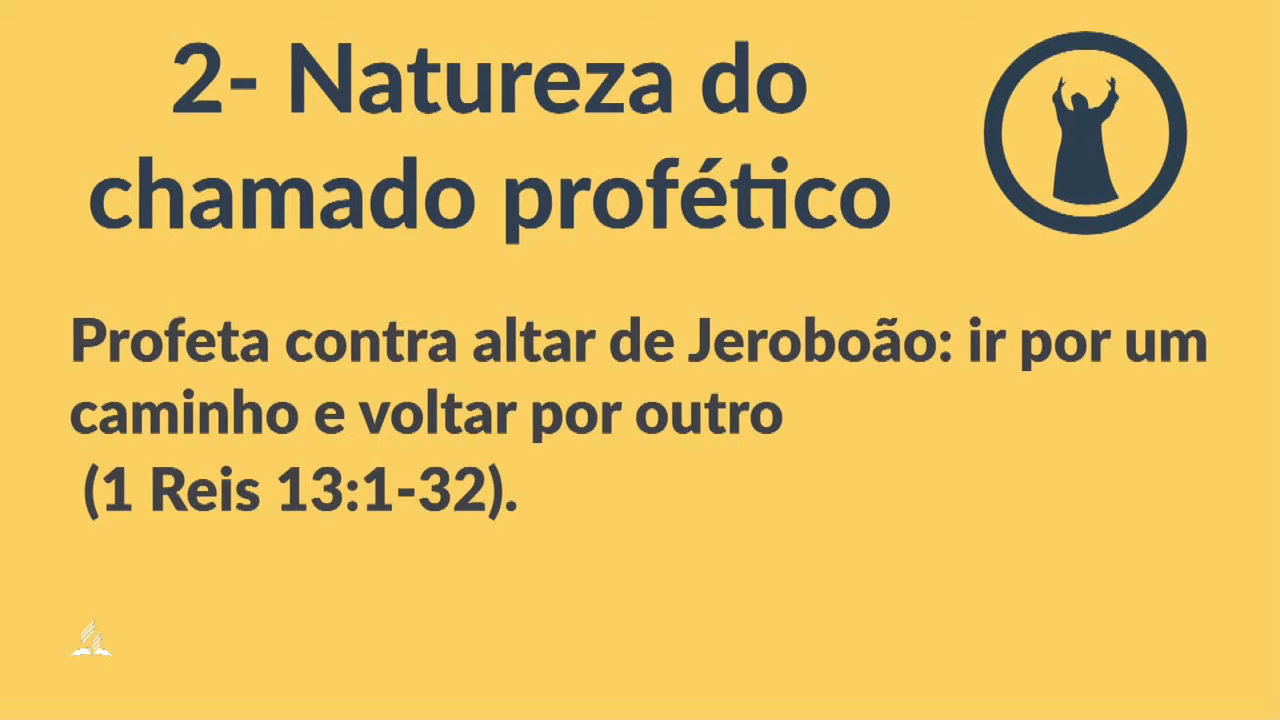 2- Natureza do
chamado profético
Profeta contra altar de Jeroboão: ir por um
caminho e voltar por outro
(1 Reis 13:1-32).